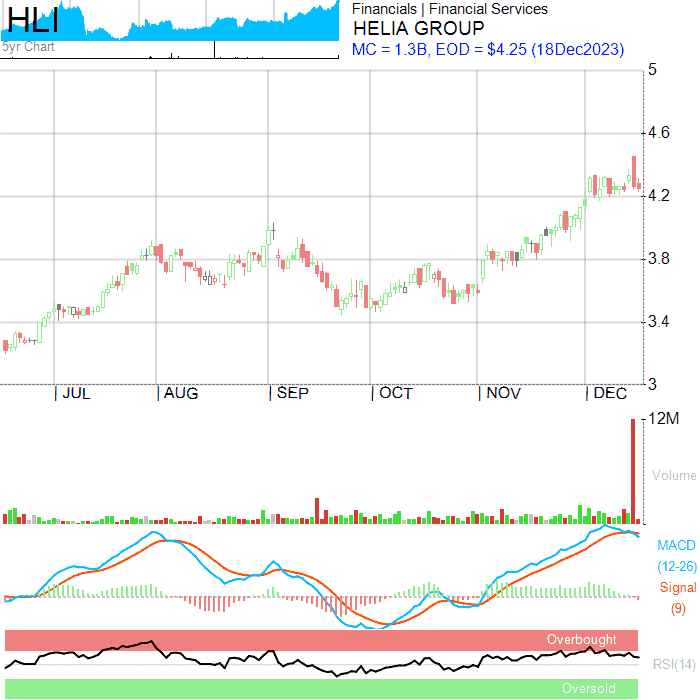 HLI
5yr Chart
Financials | Financial Services
HELIA GROUP
MC = 1.3B, EOD = $4.25 (18Dec2023)
5
4.6
4.2
3.8
3.4
3
| JUL | AUG | SEP | OCT | NOV | DEC
12M
Volume
MACD
(12-26)
Signal
(9)
Overbought
RSI(14)
Oversold